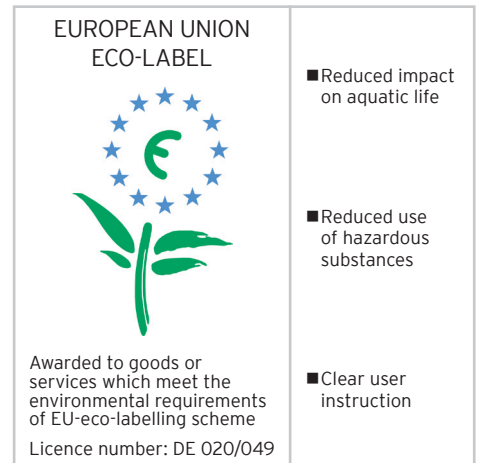 EUROPEAN UNION
ECO-LABEL
Є
Awarded to goods or
services which meet the
environmental requirements
of EU-eco-labelling scheme
Licence number: DE 020/049
■ Reduced impact
on aquatic life
■ Reduced use
of hazardous
substances
■ Clear user
instruction